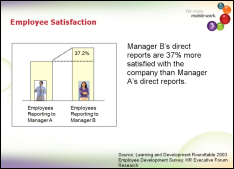 Employee Satisfaction
37.2%
Employees
Reporting to
Manager A
Employees
Reporting to
Manager B
Manager B's direct
reports are 37% more
satisfied with the
company than Manager
A's direct reports.
Source: Learning and Development Roundtable 2003
Employee Development Survey; HR Executive Forum
Research